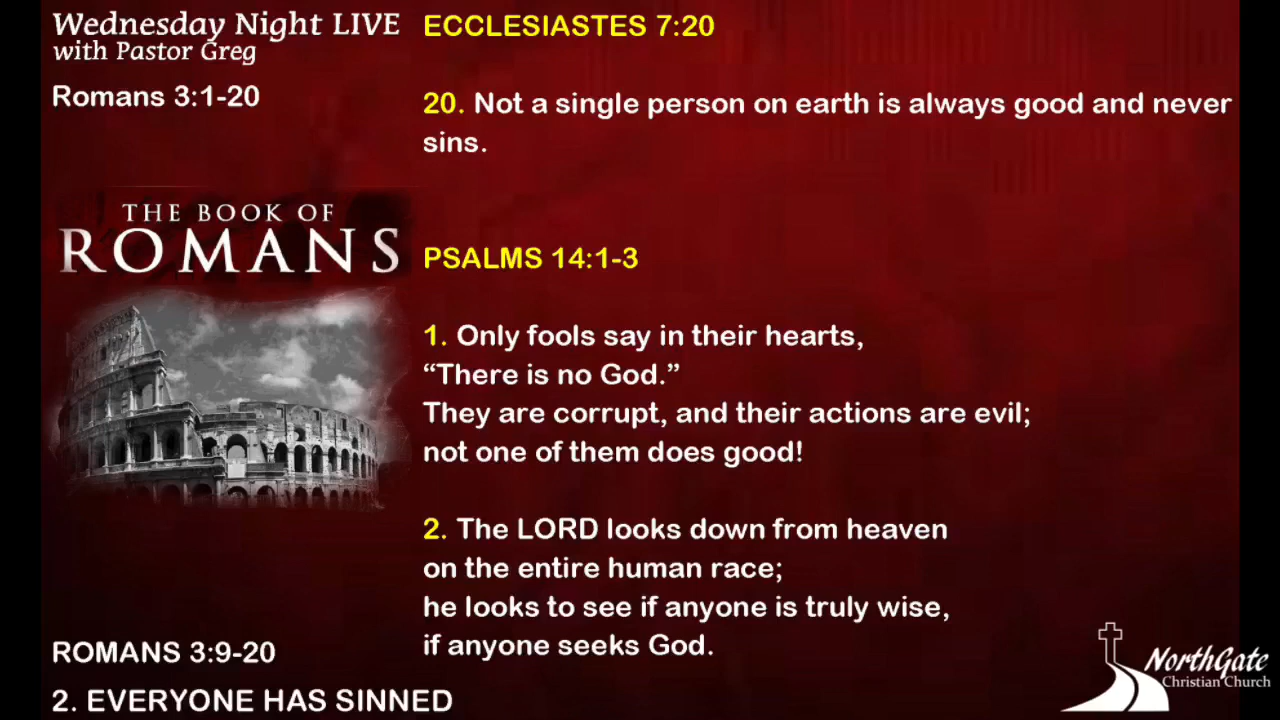 Wednesday Night LIVE
with Pastor Greg
Romans 3:1-20
THE BOOK OF
ROMANS
ROMANS 3:9-20
2. EVERYONE HAS SINNED
ECCLESIASTES 7:20
20. Not a single person on earth is always good and never
sins.
PSALMS 14:1-3
1. Only fools say in their hearts,
“There is no God.”
They are corrupt, and their actions are evil;
not one of them does good!
2. The LORD looks down from heaven
on the entire human race;
he looks to see if anyone is truly wise,
if anyone seeks God.
NorthGate
Christian Church